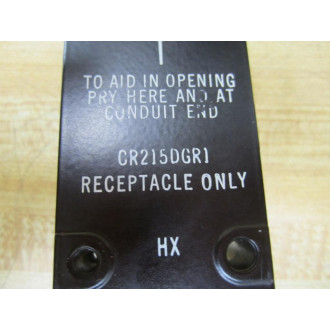 TO AID IN OPENING
PRY HERE AND AT
CONDUIT END
CR215DGR1
RECEPTACLE ONLY
HX